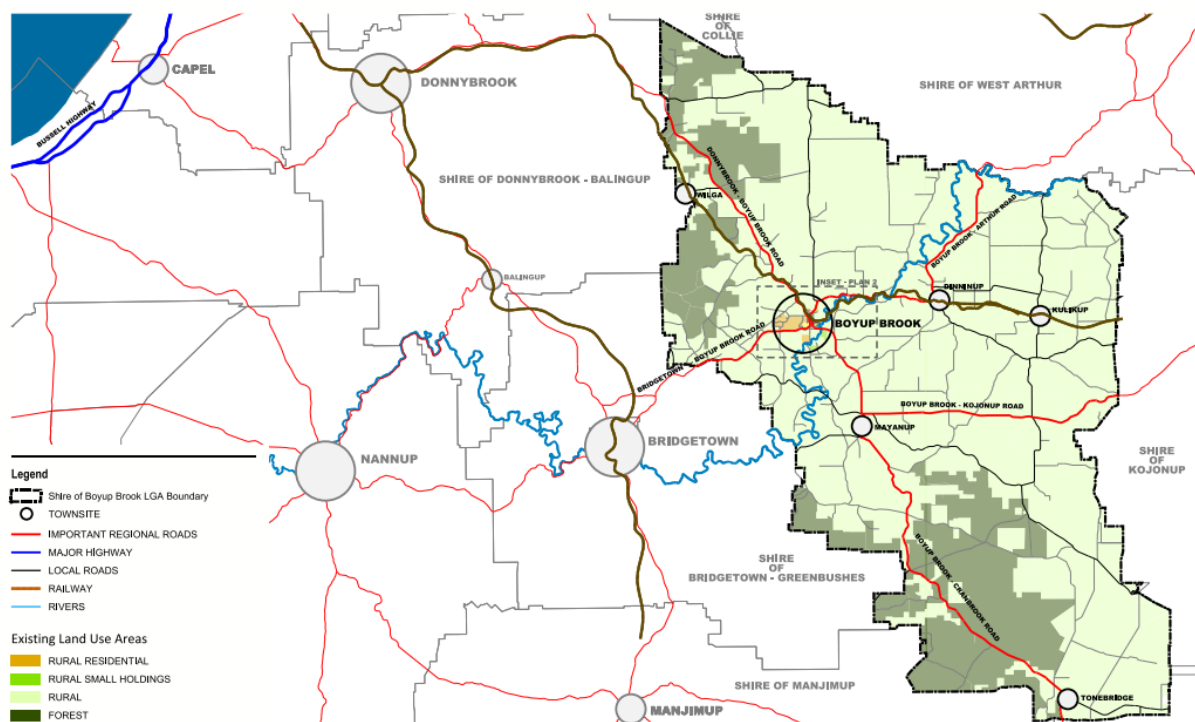 SHIRE
OF
COLLIE
CAPEL
DONNYBROOK
SHIRE OF WEST ARTHUR
BUSSELL HIGHWAY
SHIRE OF DONNYBROOK - BALINGUP
DONNYBROOK - BOYUP BROOK ROAD
WILGA
BOYUP BROOK - ARTHUR ROAD
BALINGUP
INSET - PLAN 2
DINNINUP
KULIKUP
BOYUP BROOK
BRIDGETOWN - BOYUP BROOK ROAD
BOYUP BROOK - KOJONUP ROAD
MAYANUP
BRIDGETOWN
NANNUP
SHIRE
OF
KOJONUP
SHIRE
OF
BRIDGETOWN - GREENBUSHES
BOYUP BROOK - CRANBROOK ROAD
SHIRE OF MANJIMUP
TONEBRIDGE
MANJIMUP
Legend
Shire of Boyup Brook LGA Boundary
TOWNSITE
IMPORTANT REGIONAL ROADS
MAJOR HIGHWAY
LOCAL ROADS
RAILWAY
RIVERS
Existing Land Use Areas
RURAL RESIDENTIAL
RURAL SMALL HOLDINGS
RURAL
FOREST